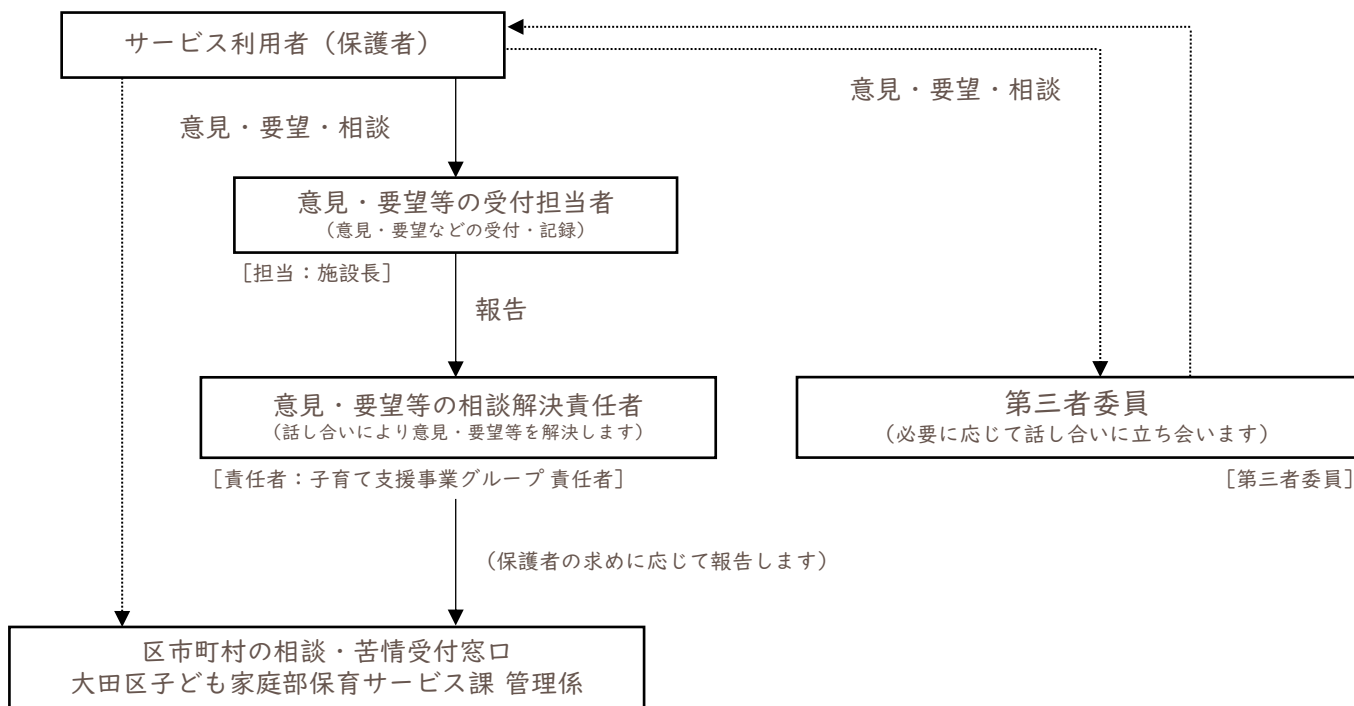 サービス利用者（保護者）
意見・要望・相談
意見・要望・相談
意見・要望等の受付担当者
（意見・要望などの受付・記録）
［担当：施設長］
報告
意見・要望等の相談解決責任者
（話し合いにより意見・要望等を解決します）
［責任者：子育て支援事業グループ 責任者］
第三者委員
（必要に応じて話し合いに立ち会います）
［第三者委員］
（保護者の求めに応じて報告します）
区市町村の相談・苦情受付窓口
大田区子ども家庭部保育サービス課 管理係